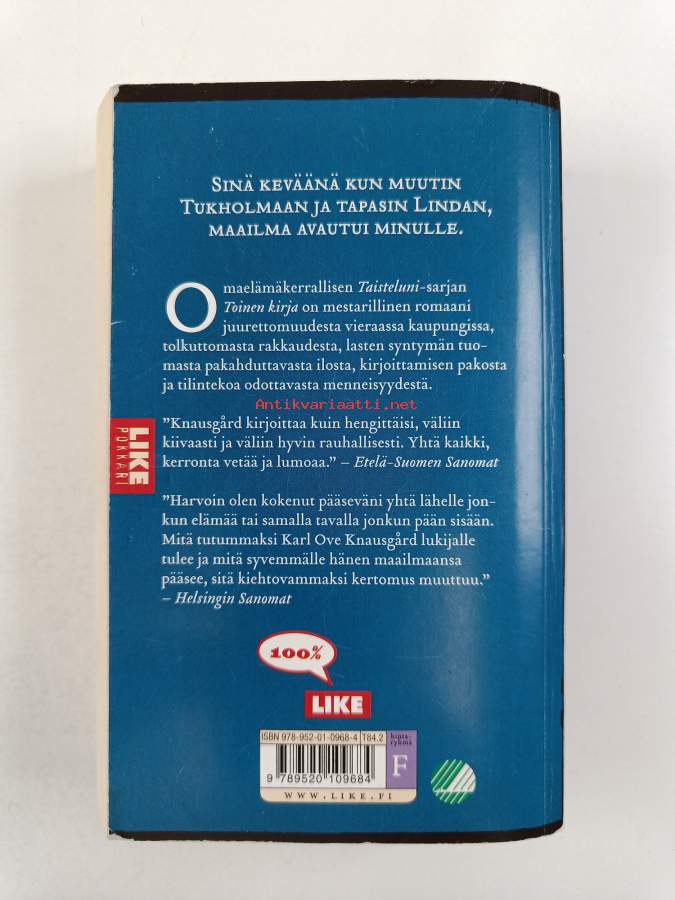 Sinä keväänä kun muutin
Tukholmaan ja tapasin Lindan,
maailma avautui minulle.
Omaelämäkerrallisen Taisteluni-sarjan
Toinen kirja on mestarillinen romaani
juurettomuudesta vieraassa kaupungissa,
tolkuttomasta rakkaudesta, lasten syntymän tuo-
masta pakahduttavasta ilosta, kirjoittamisen pakosta
ja tilintekoa odottavasta menneisyydestä.
Antikvariaatti.net
”Knausgård kirjoittaa kuin hengittäisi, väliin
kiivaasti ja väliin hyvin rauhallisesti. Yhtä kaikki,
kerronta vetää ja lumoaa.” – Etelä-Suomen Sanomat
LIKE
POKKARI
”Harvoin olen kokenut pääseväni yhtä lähelle jon-
kun elämää tai samalla tavalla jonkun pään sisään.
Mitä tutummaksi Karl Ove Knausgård lukijalle
tulee ja mitä syvemmälle hänen maailmaansa
pääsee, sitä kiehtovammaksi kertomus muuttuu.”
– Helsingin Sanomat
100%
LIKE
ISBN 978-952-01-0968-4 T84.2
hinta-
ryhmä
F
9 789520 109684
WWW.LIKE.FI